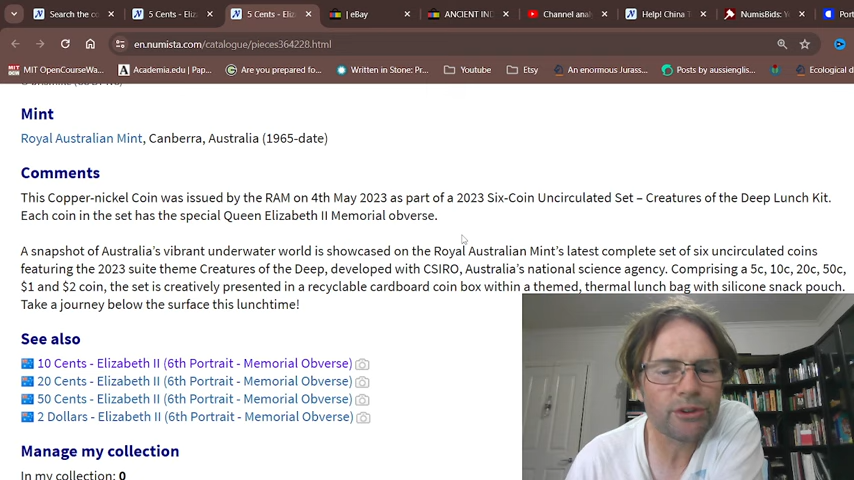 Search the co
5 Cents - Eliz
5 Cents - Eliz
| eBay
ANCIENT IND
Channel analy
Help! China T
NumisBids: Yo
Port
en.numista.com/catalogue/pieces364228.html
MIT OpenCourseWa...
Academia.edu | Pap...
Are you prepared fo...
Written in Stone: Pr...
Youtube
Etsy
An enormous Jurass...
Posts by aussienglis...
Ecological d
Mint
Royal Australian Mint, Canberra, Australia (1965-date)
Comments
This Copper-nickel Coin was issued by the RAM on 4th May 2023 as part of a 2023 Six-Coin Uncirculated Set – Creatures of the Deep Lunch Kit.
Each coin in the set has the special Queen Elizabeth II Memorial obverse.
A snapshot of Australia's vibrant underwater world is showcased on the Royal Australian Mint's latest complete set of six uncirculated coins
featuring the 2023 suite theme Creatures of the Deep, developed with CSIRO, Australia's national science agency. Comprising a 5c, 10c, 20c, 50c,
$1 and $2 coin, the set is creatively presented in a recyclable cardboard coin box within a themed, thermal lunch bag with silicone snack pouch.
Take a journey below the surface this lunchtime!
See also
10 Cents - Elizabeth II (6th Portrait - Memorial Obverse)
20 Cents - Elizabeth II (6th Portrait - Memorial Obverse)
50 Cents - Elizabeth II (6th Portrait - Memorial Obverse)
2 Dollars - Elizabeth II (6th Portrait - Memorial Obverse)
Manage my collection
In my collection: 0